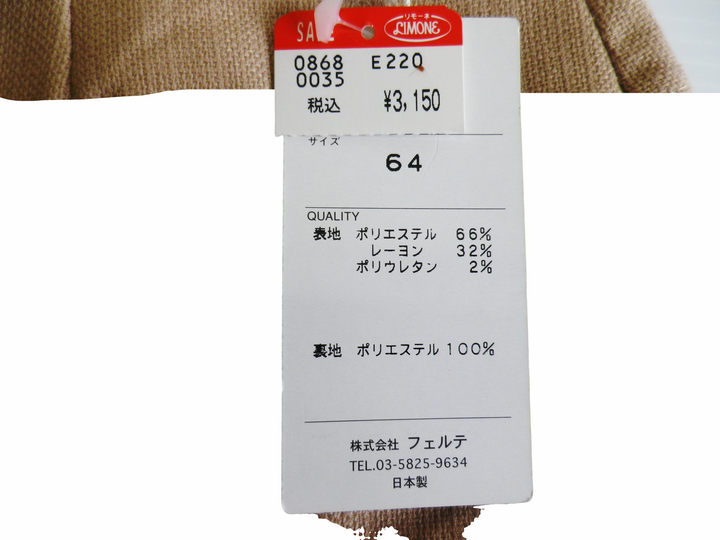 SALE
リモーネ
LIMONE
0868 E220
0035
税込 ¥3,150
サイズ
64
QUALITY
表地 ポリエステル 66%
レーヨン 32%
ポリウレタン 2%
裏地 ポリエステル 100%
株式会社 フェルテ
TEL.03-5825-9634
日本製